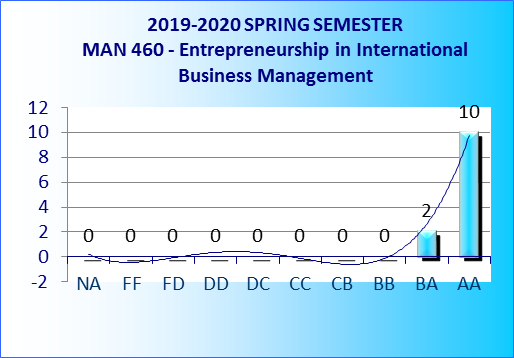 2019-2020 SPRING SEMESTER
MAN 460 - Entrepreneurship in International
Business Management
12
10
8
6
4
2
0
-2
0 0 0 0 0 0 0 0 2 10
NA FF FD DD DC CC CB BB BA AA